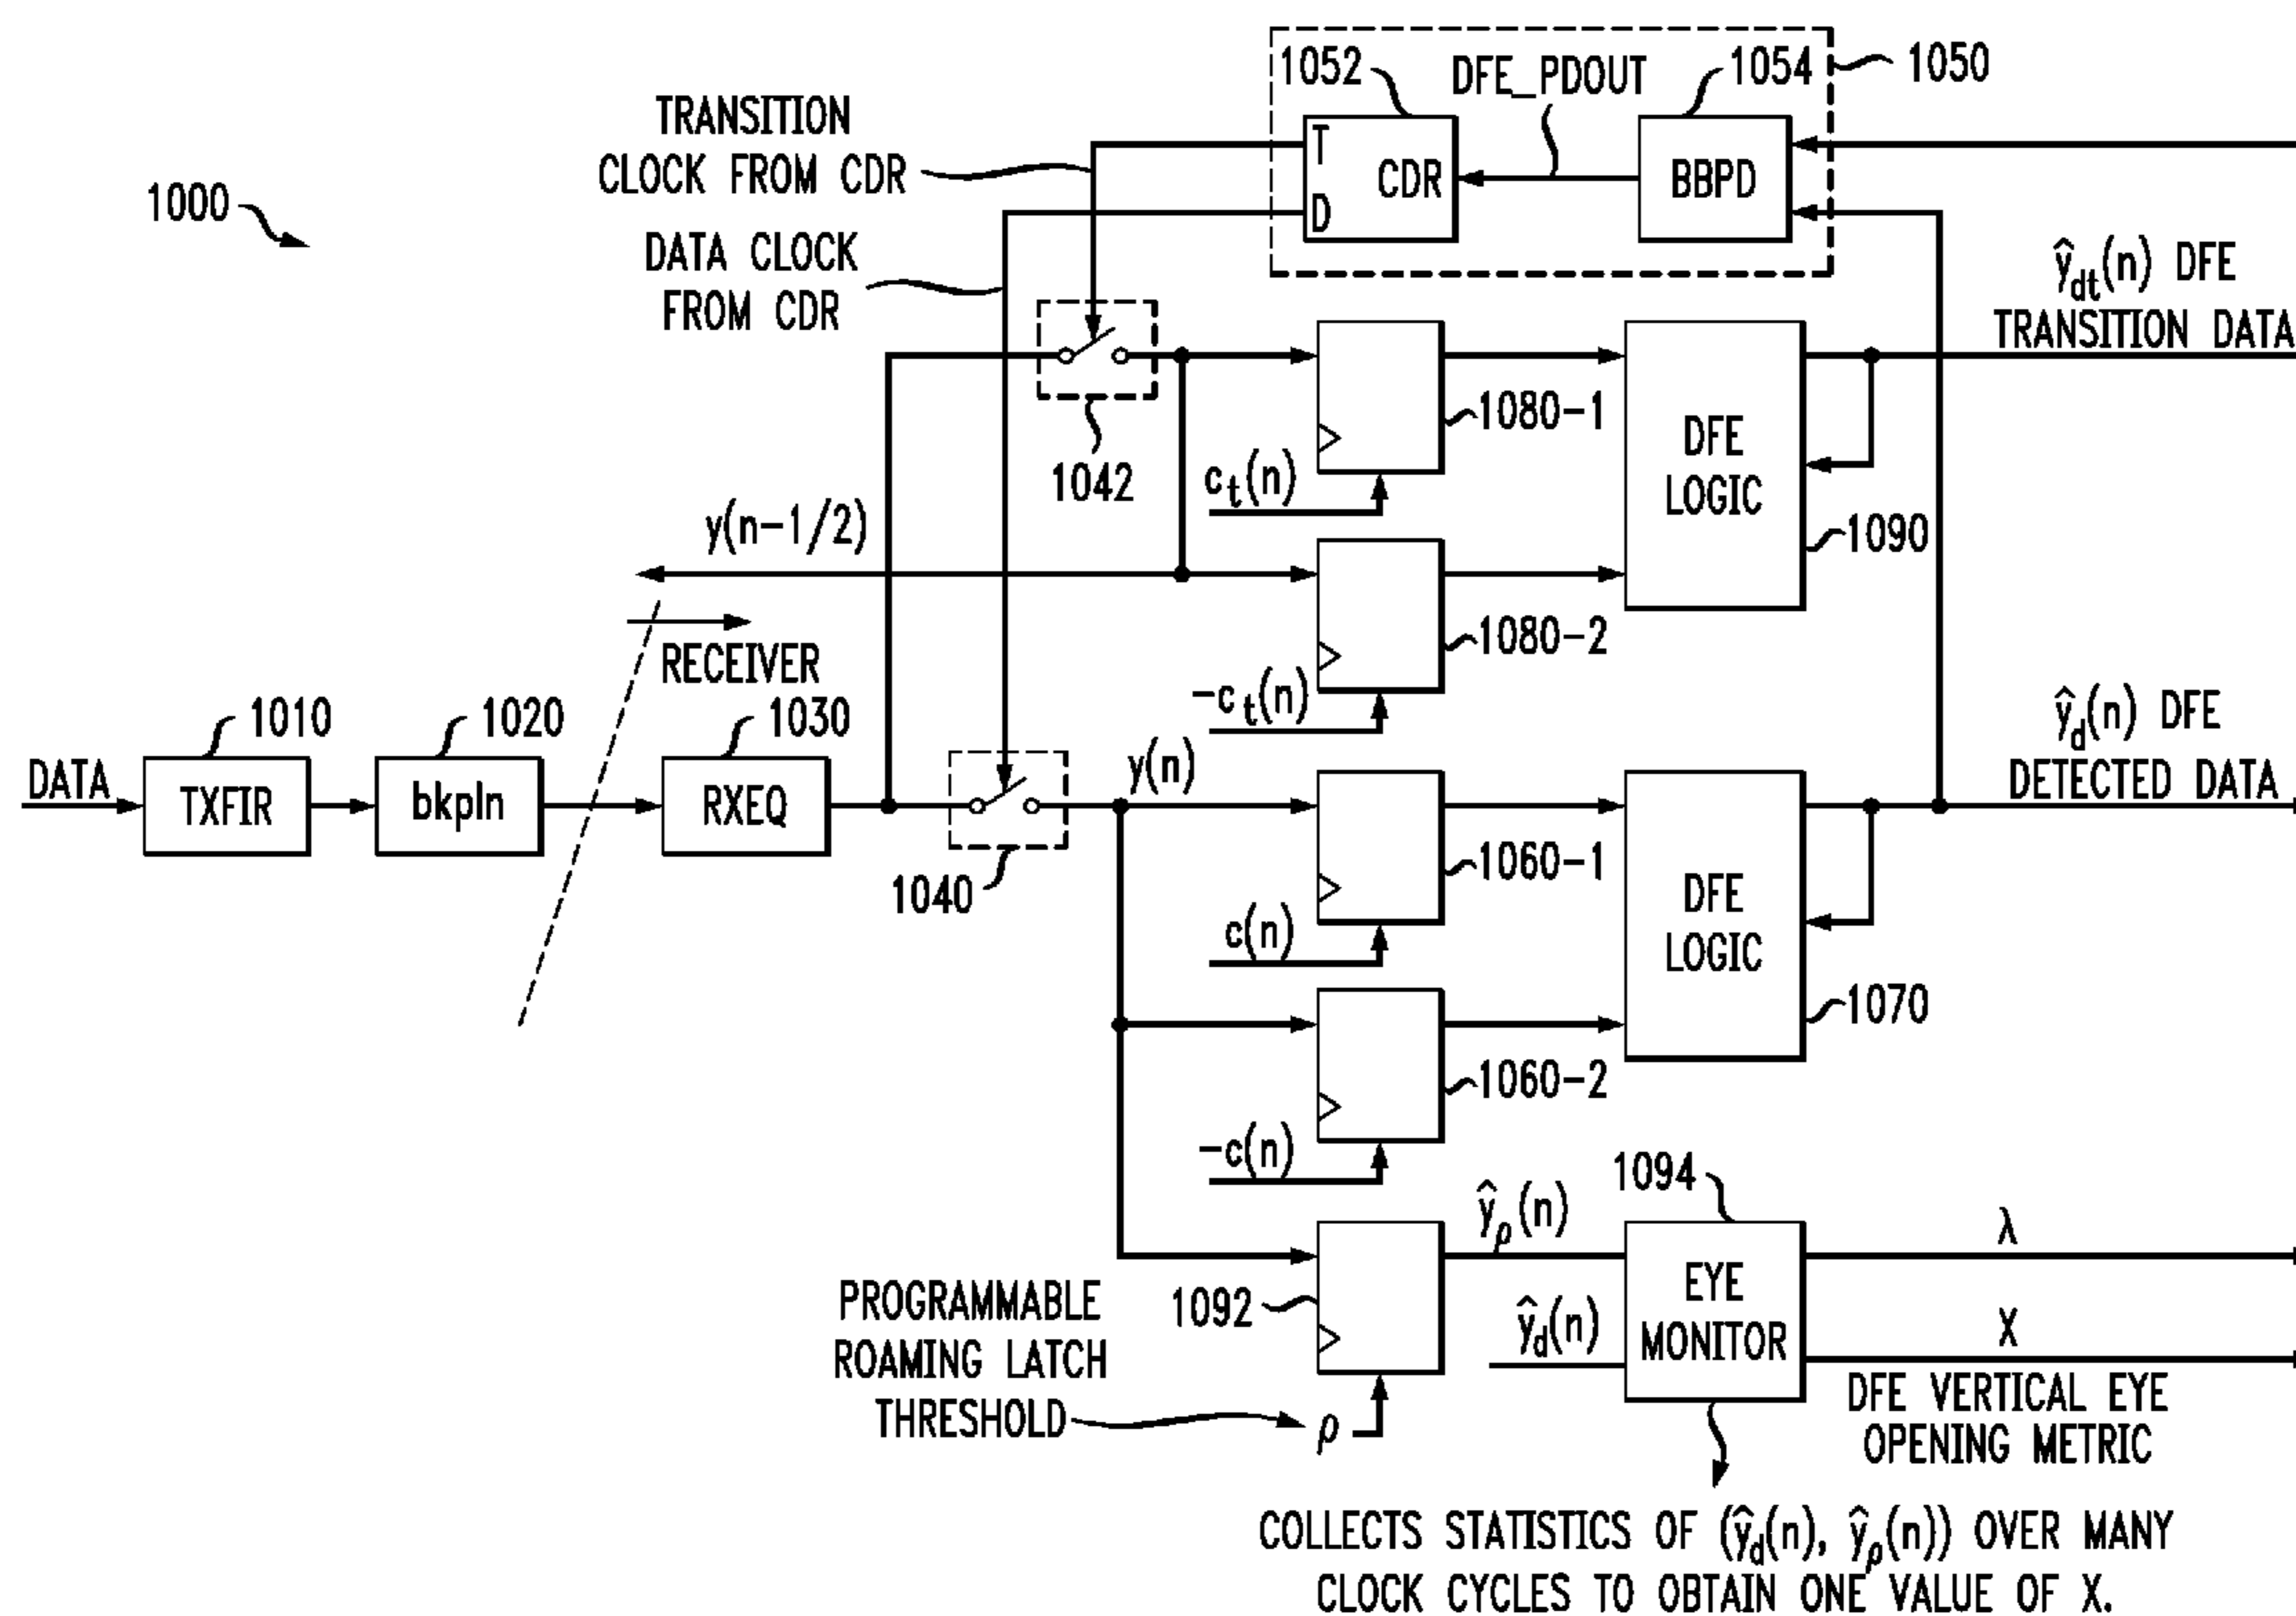 1052
DFE_PDOUT
1054
1050
TRANSITION
CLOCK FROM CDR
T
CDR
D
BBPD
1000
DATA CLOCK
FROM CDR
ŷdt(n) DFE
TRANSITION DATA
1042
1080-1
DFE
LOGIC
ct(n)
1090
y(n-1/2)
1080-2
RECEIVER
-ct(n)
ŷd(n) DFE
DETECTED DATA
1010
1020
1030
y(n)
DATA
TXFIR
bkpln
RXEQ
1040
1060-1
DFE
LOGIC
c(n)
1070
1060-2
-c(n)
1094
ŷρ(n)
λ
PROGRAMMABLE
ROAMING LATCH
THRESHOLD
1092
ŷd(n)
EYE
MONITOR
X
DFE VERTICAL EYE
OPENING METRIC
ρ
COLLECTS STATISTICS OF (ŷd(n), ŷρ(n)) OVER MANY
CLOCK CYCLES TO OBTAIN ONE VALUE OF X.